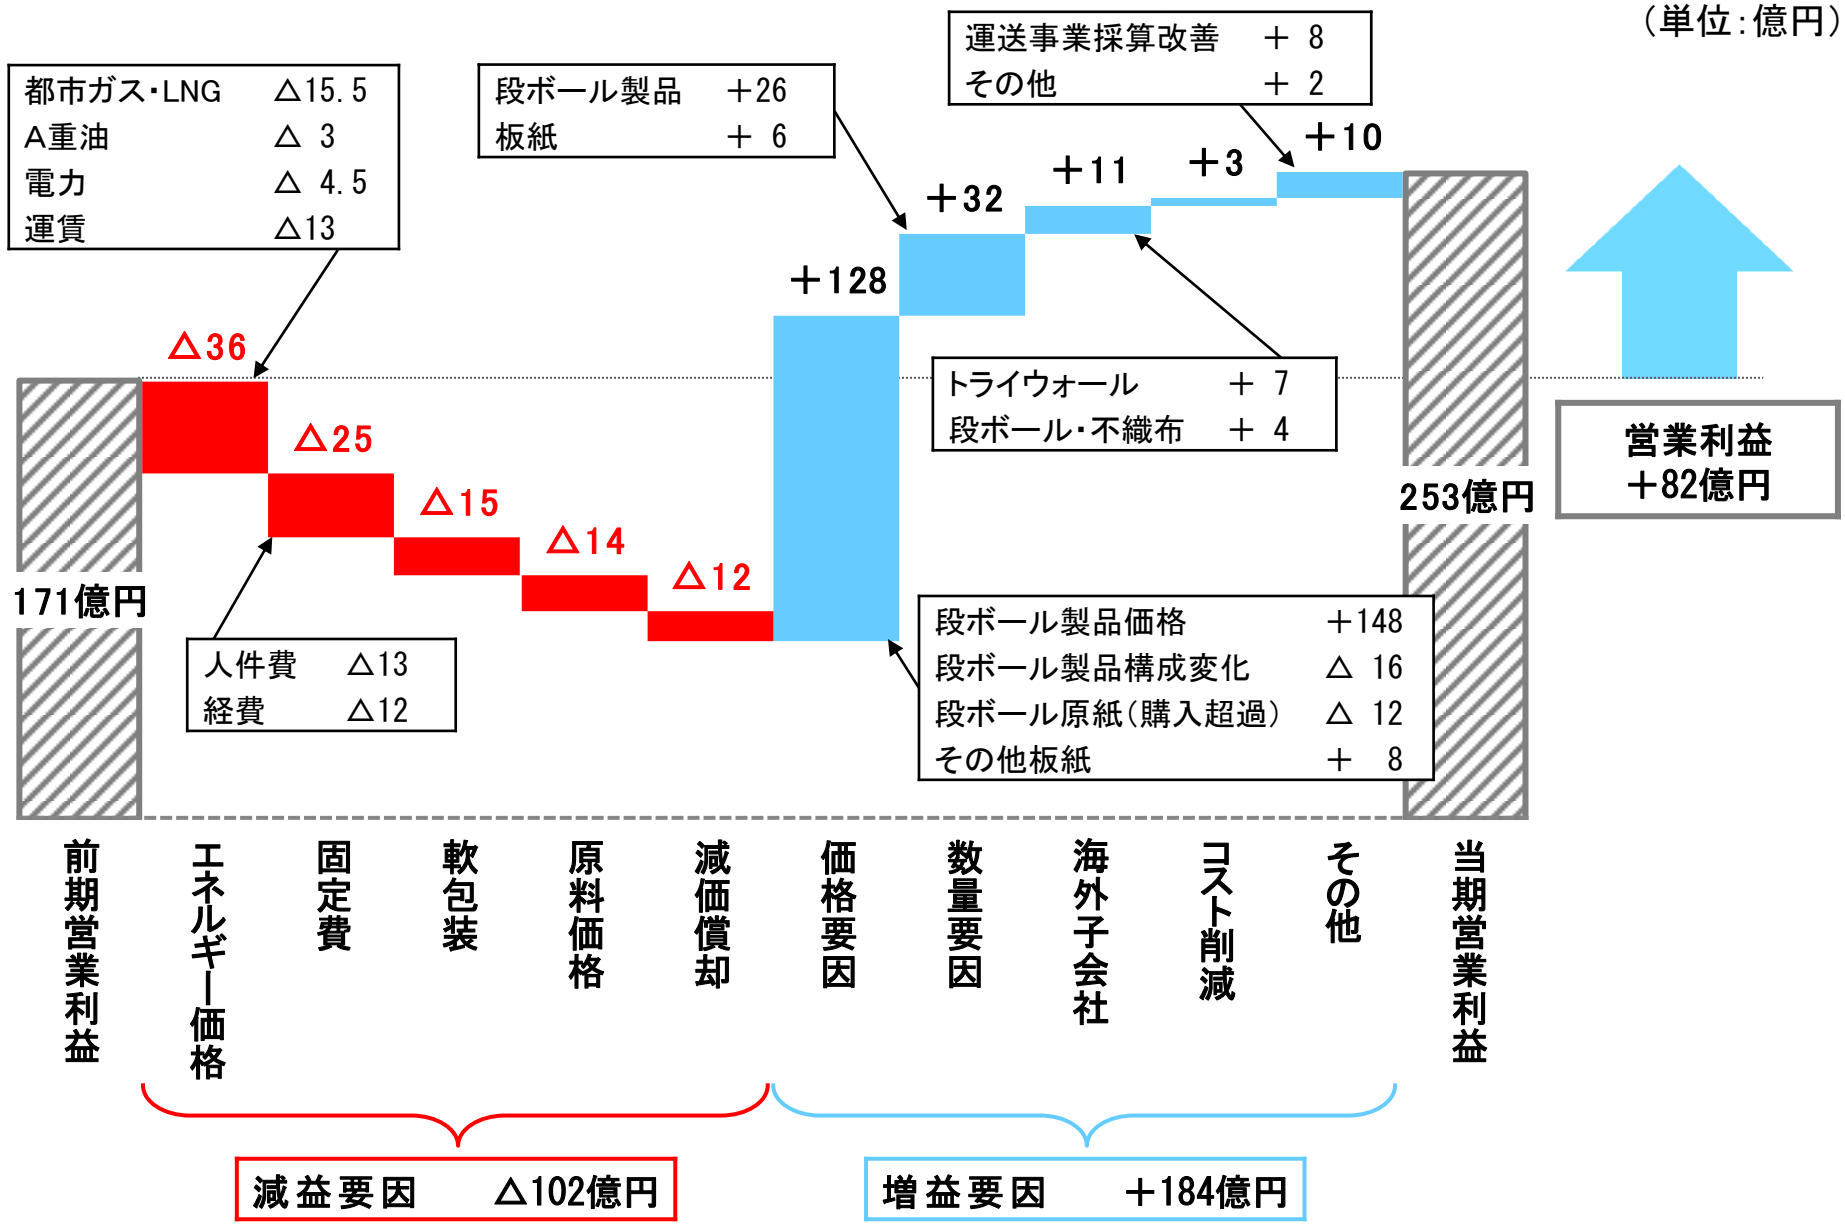 (単位:億円)
都市ガス・LNG △15.5
A重油 △ 3
電力 △ 4.5
運賃 △13
段ボール製品 +26
板紙 + 6
運送事業採算改善 + 8
その他 + 2
△36
△25
△15
△14
△12
+128
+32
+11
+3
+10
トライウォール + 7
段ボール・不織布 + 4
営業利益
+82億円
171億円
253億円
人件費 △13
経費 △12
段ボール製品価格 +148
段ボール製品構成変化 △ 16
段ボール原紙(購入超過) △ 12
その他板紙 + 8
前期営業利益
エネルギー価格
固定費
軟包装
原料価格
減価償却
価格要因
数量要因
海外子会社
コスト削減
その他
当期営業利益
減益要因 △102億円
増益要因 +184億円